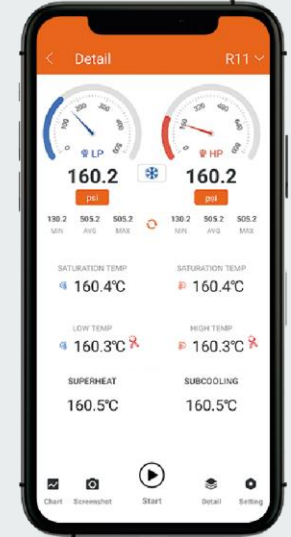 Detail R11
LP HP
160.2 160.2
psi psi
130.2 505.2 505.2 130.2 505.2 505.2
MIN AVG MAX MIN AVG MAX
SATURATION TEMP SATURATION TEMP
160.4℃ 160.4℃
LOW TEMP HIGH TEMP
160.3℃ 160.3℃
SUPERHEAT SUBCOOLING
160.5℃ 160.5℃
Chart Screenshot Start Detail Setting